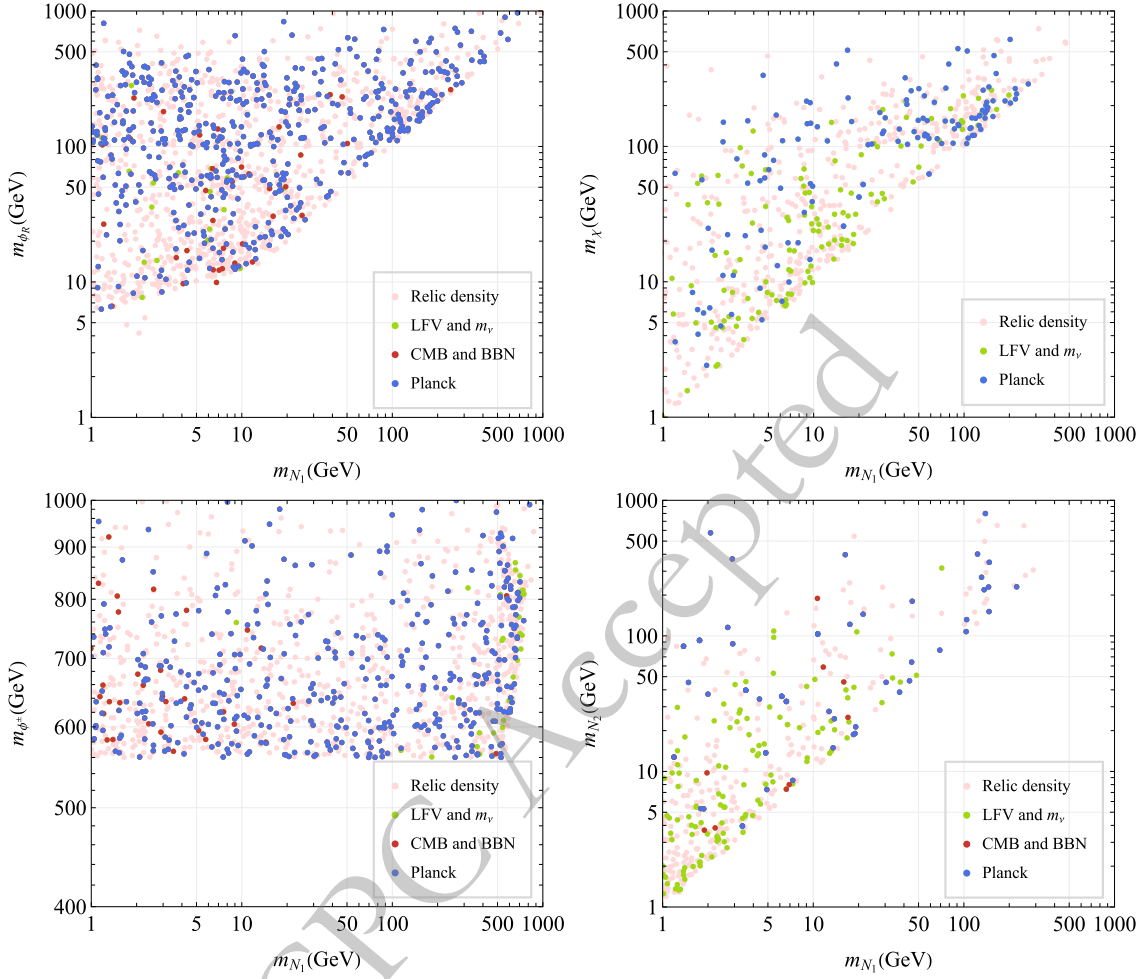 1000
500
100
50
10
5
1
m_{ϕ_R}(GeV)
Relic density
LFV and m_ν
CMB and BBN
Planck
1 5 10 50 100 500 1000
m_{N_1}(GeV)
1000
500
100
50
10
5
1
m_χ(GeV)
Relic density
LFV and m_ν
Planck
1 5 10 50 100 500 1000
m_{N_1}(GeV)
1000
900
800
700
600
500
400
m_{ϕ^±}(GeV)
Relic density
LFV and m_ν
CMB and BBN
Planck
1 5 10 50 100 500 1000
m_{N_1}(GeV)
1000
500
100
50
10
5
1
m_{N_2}(GeV)
Relic density
LFV and m_ν
CMB and BBN
Planck
1 5 10 50 100 500 1000
m_{N_1}(GeV)
CPC Accepted